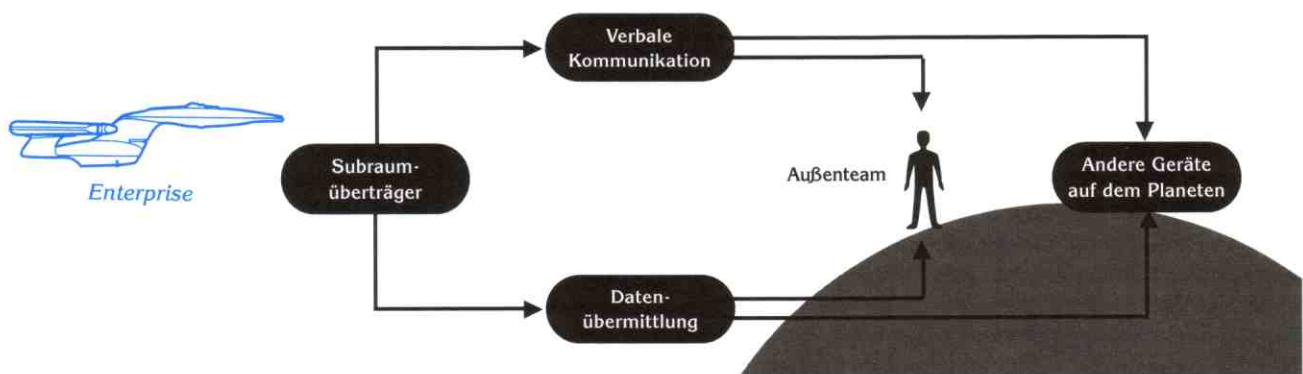 Enterprise
Subraum-
überträger
Verbale
Kommunikation
Daten-
übermittlung
Außenteam
Andere Geräte
auf dem Planeten